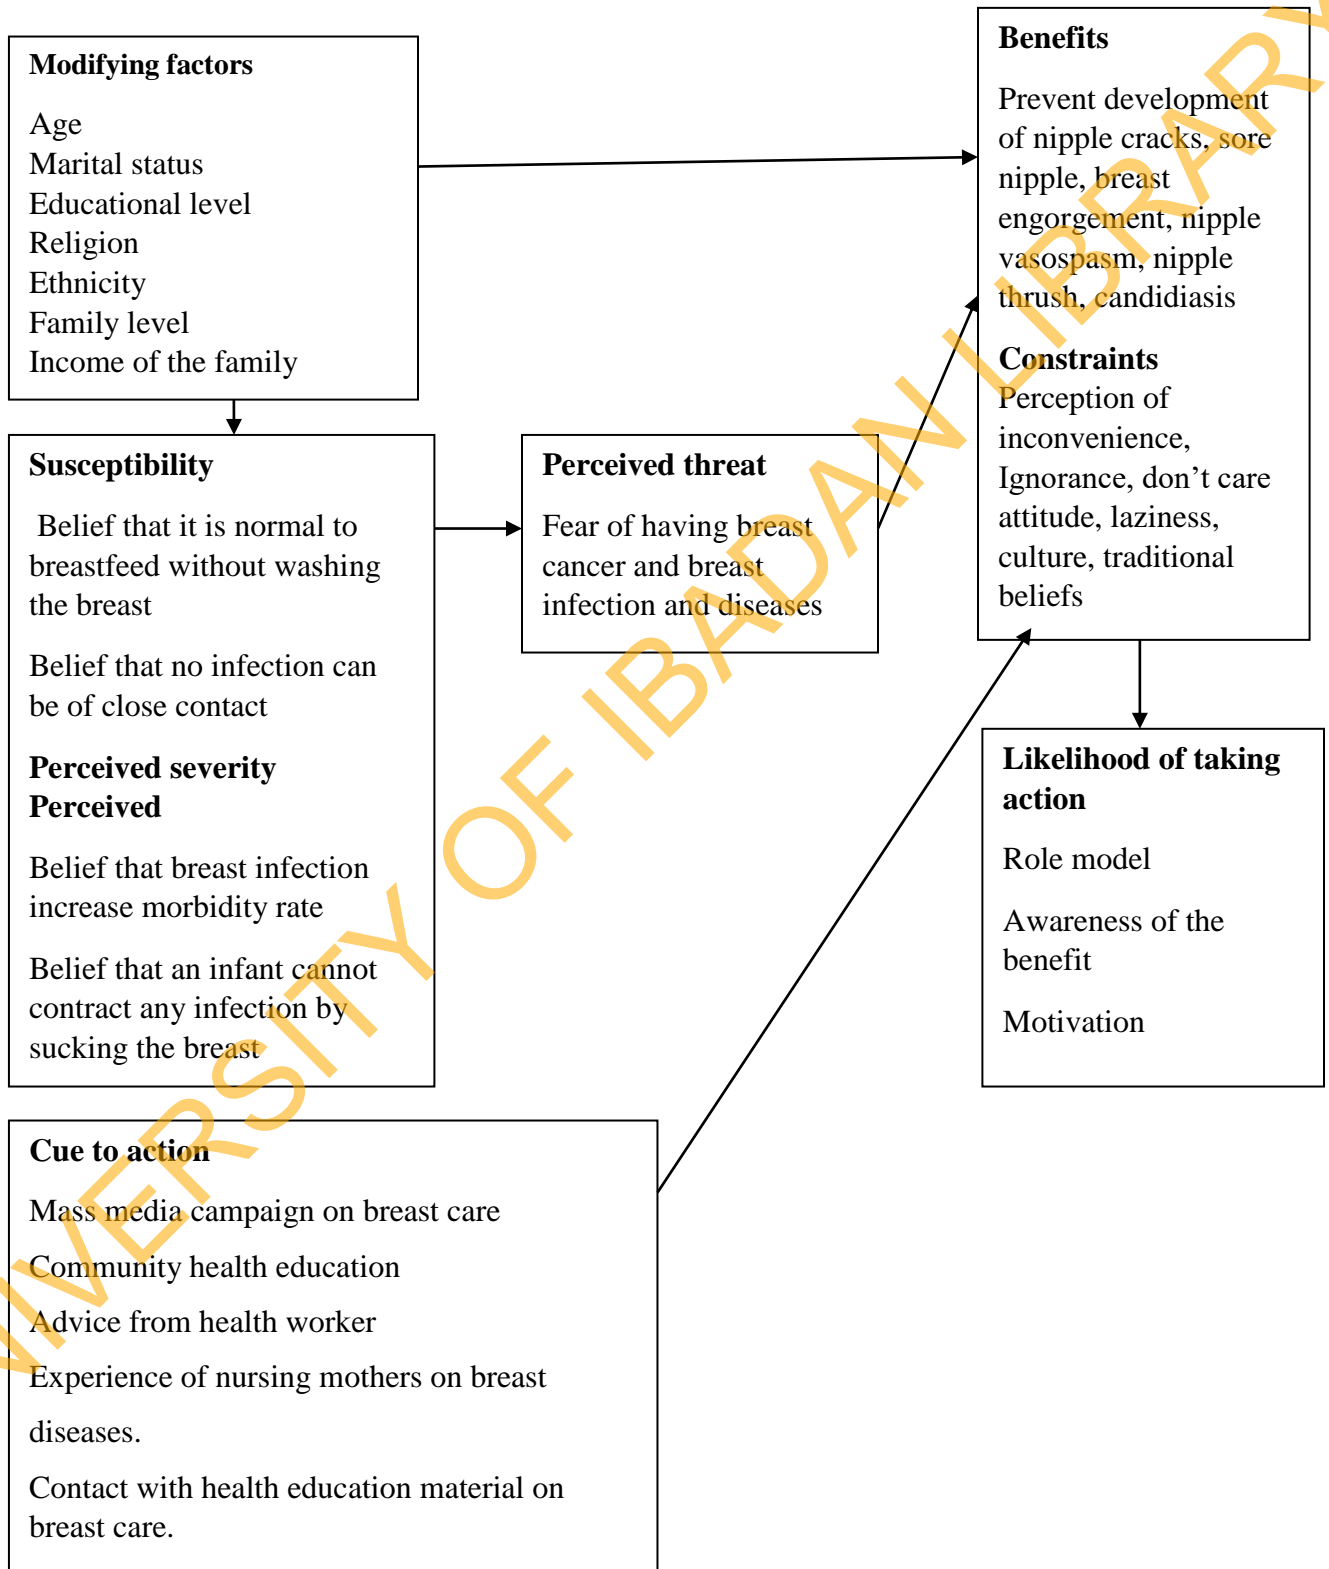 Modifying factors
Age
Marital status
Educational level
Religion
Ethnicity
Family level
Income of the family
Susceptibility
Belief that it is normal to
breastfeed without washing
the breast
Belief that no infection can
be of close contact
Perceived severity
Perceived
Belief that breast infection
increase morbidity rate
Belief that an infant cannot
contract any infection by
sucking the breast
Perceived threat
Fear of having breast
cancer and breast
infection and diseases
Benefits
Prevent development
of nipple cracks, sore
nipple, breast
engorgement, nipple
vasospasm, nipple
thrush, candidiasis
Constraints
Perception of
inconvenience,
Ignorance, don’t care
attitude, laziness,
culture, traditional
beliefs
Likelihood of taking
action
Role model
Awareness of the
benefit
Motivation
Cue to action
Mass media campaign on breast care
Community health education
Advice from health worker
Experience of nursing mothers on breast
diseases.
Contact with health education material on
breast care.
NIVERSITY OF IBADAN LIBRARY